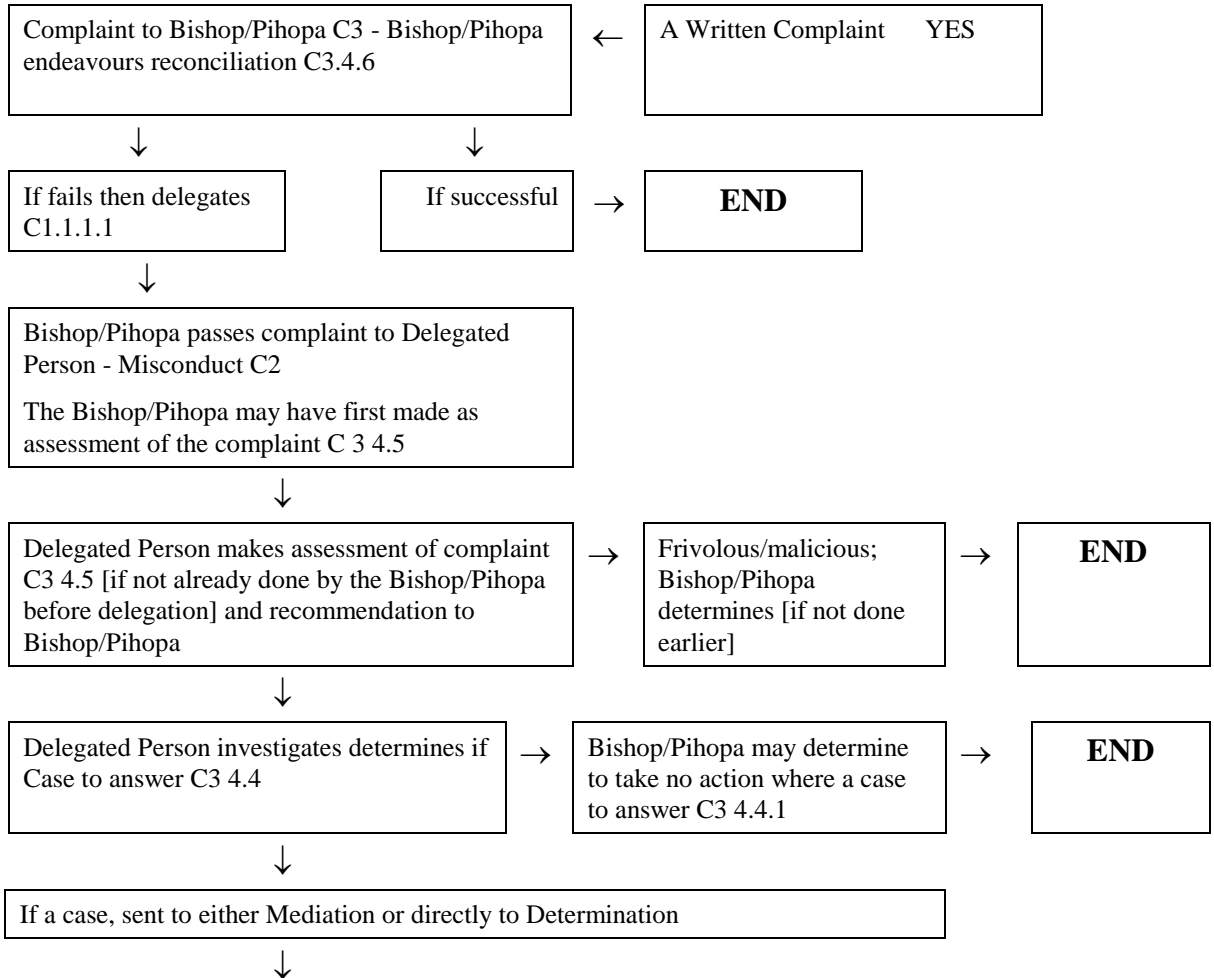 Complaint to Bishop/Pihopa C3 - Bishop/Pihopa
endeavours reconciliation C3.4.6
← A Written Complaint YES
↓ ↓
If fails then delegates
C1.1.1.1
If successful → END
↓
Bishop/Pihopa passes complaint to Delegated
Person - Misconduct C2
The Bishop/Pihopa may have first made as
assessment of the complaint C 3 4.5
↓
Delegated Person makes assessment of complaint
C3 4.5 [if not already done by the Bishop/Pihopa
before delegation] and recommendation to
Bishop/Pihopa
→
Frivolous/malicious;
Bishop/Pihopa
determines [if not done
earlier]
→ END
↓
Delegated Person investigates determines if
Case to answer C3 4.4
→
Bishop/Pihopa may determine
to take no action where a case
to answer C3 4.4.1
→ END
↓
If a case, sent to either Mediation or directly to Determination
↓